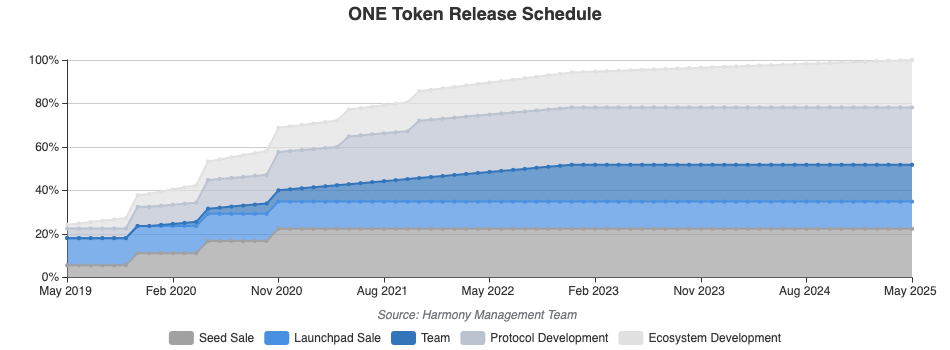 ONE Token Release Schedule
100%
80%
60%
40%
20%
0%
May 2019 Feb 2020 Nov 2020 Aug 2021 May 2022 Feb 2023 Nov 2023 Aug 2024 May 2025
Source: Harmony Management Team
Seed Sale Launchpad Sale Team Protocol Development Ecosystem Development